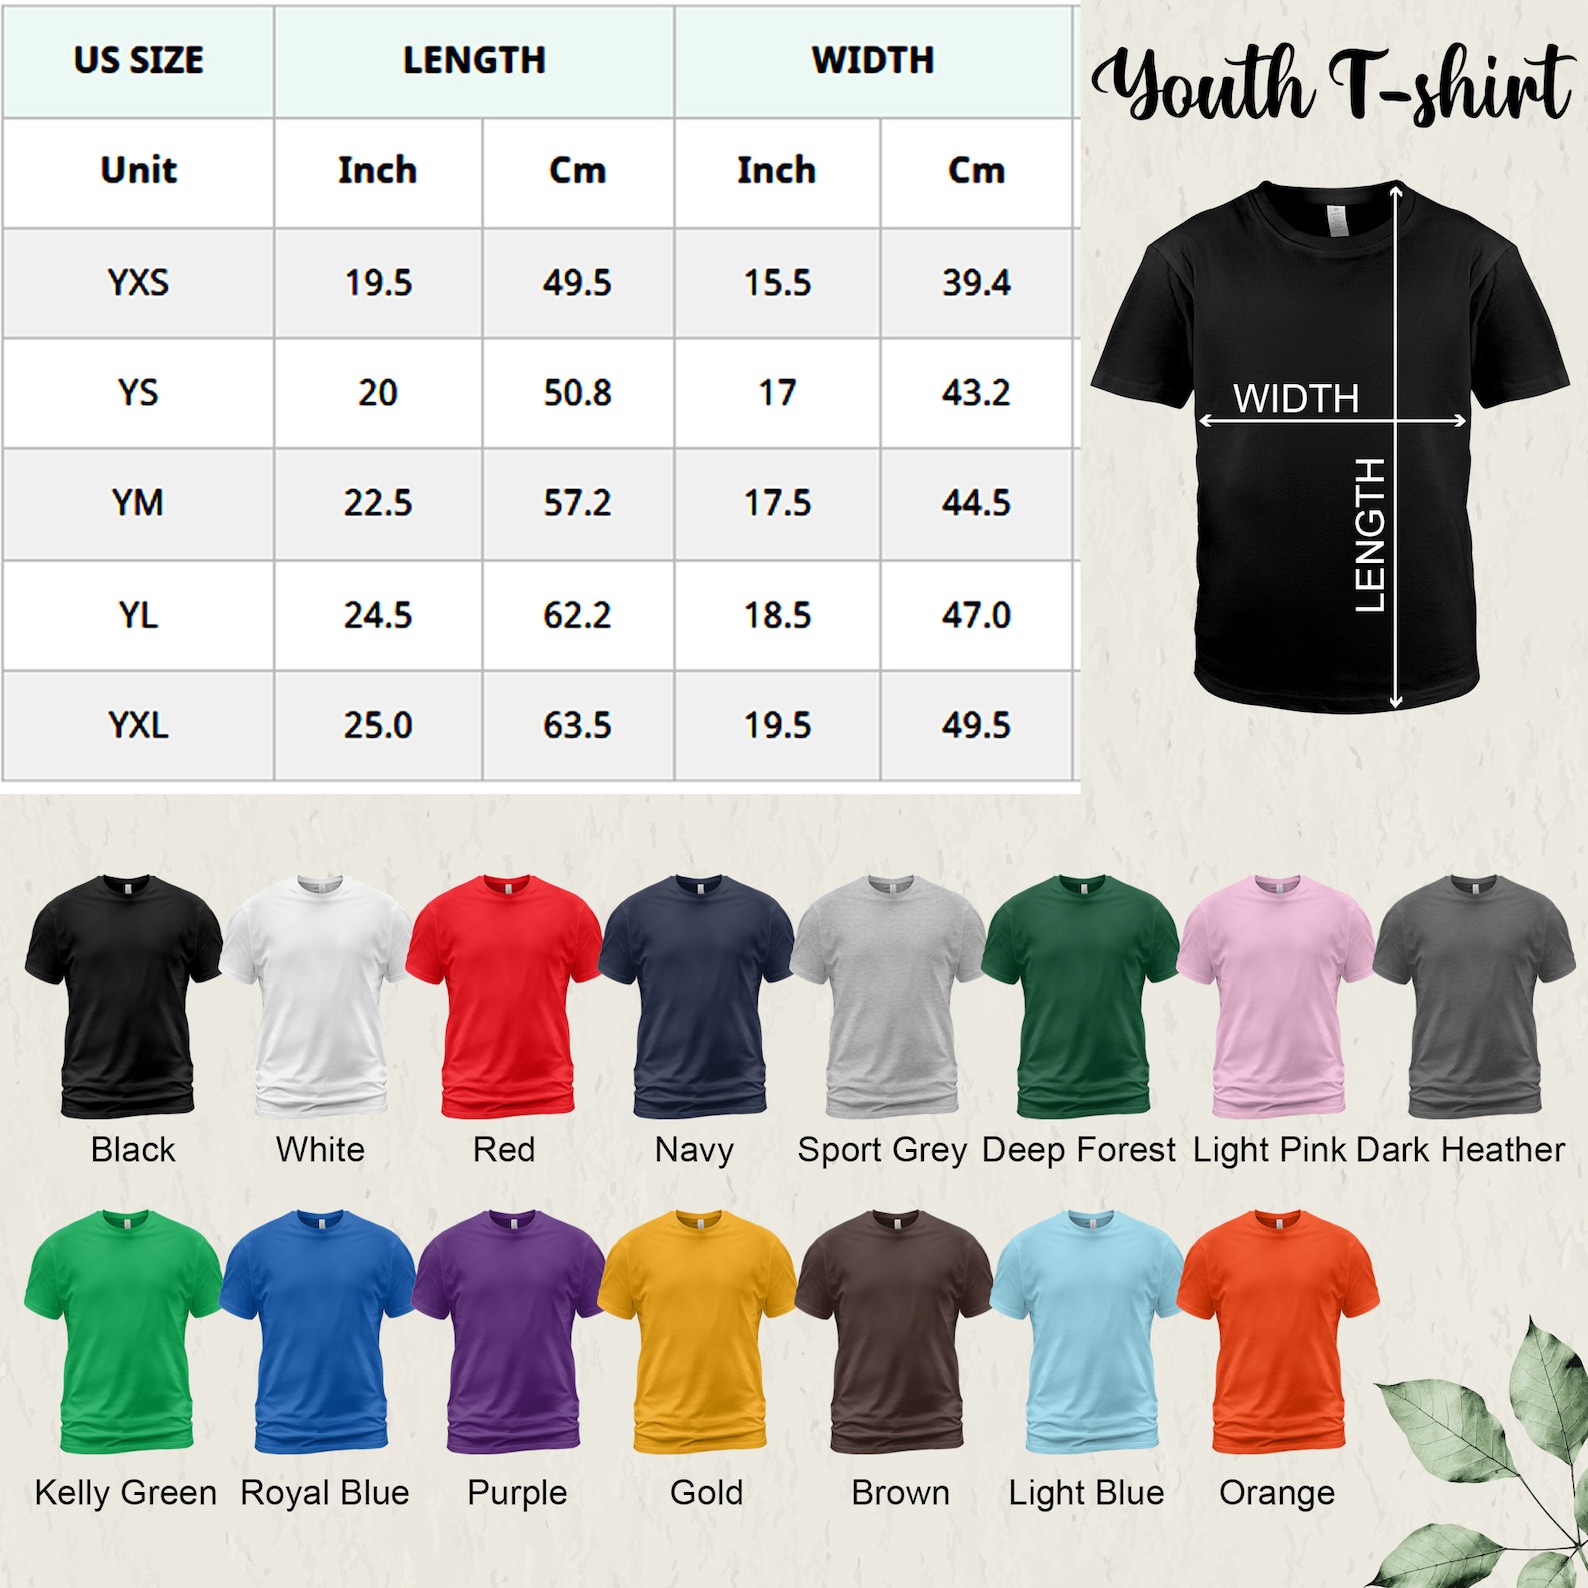 US SIZE LENGTH WIDTH
Unit Inch Cm Inch Cm
YXS 19.5 49.5 15.5 39.4
YS 20 50.8 17 43.2
YM 22.5 57.2 17.5 44.5
YL 24.5 62.2 18.5 47.0
YXL 25.0 63.5 19.5 49.5
Youth T-shirt
WIDTH
LENGTH
Black White Red Navy Sport Grey Deep Forest Light Pink Dark Heather
Kelly Green Royal Blue Purple Gold Brown Light Blue Orange